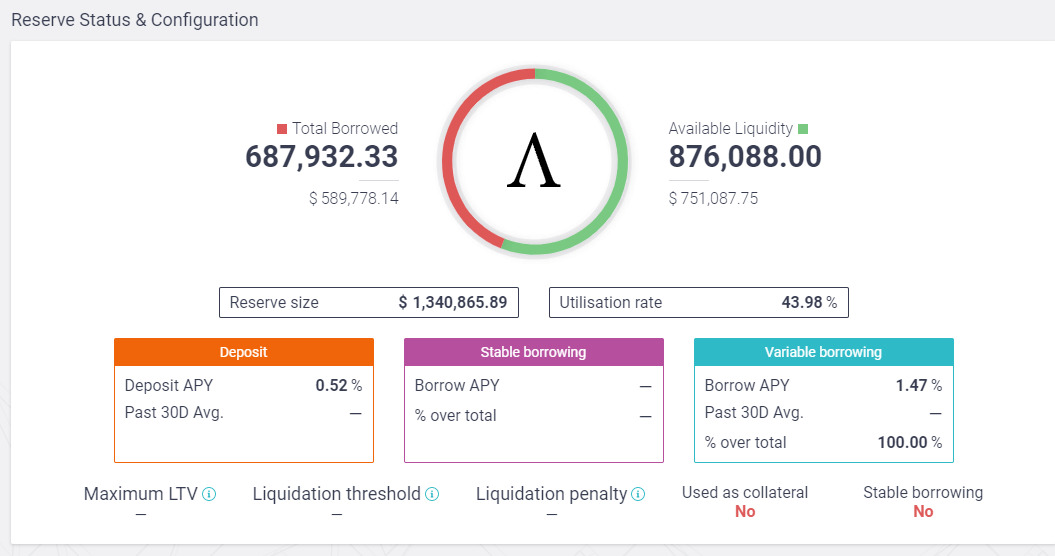 Reserve Status & Configuration
Total Borrowed
687,932.33
$ 589,778.14
Λ
Available Liquidity
876,088.00
$ 751,087.75
Reserve size $ 1,340,865.89
Utilisation rate 43.98 %
Deposit
Deposit APY 0.52 %
Past 30D Avg. —
Stable borrowing
Borrow APY —
% over total —
Variable borrowing
Borrow APY 1.47 %
Past 30D Avg. —
% over total 100.00 %
Maximum LTV i
—
Liquidation threshold i
—
Liquidation penalty i
—
Used as collateral
No
Stable borrowing
No